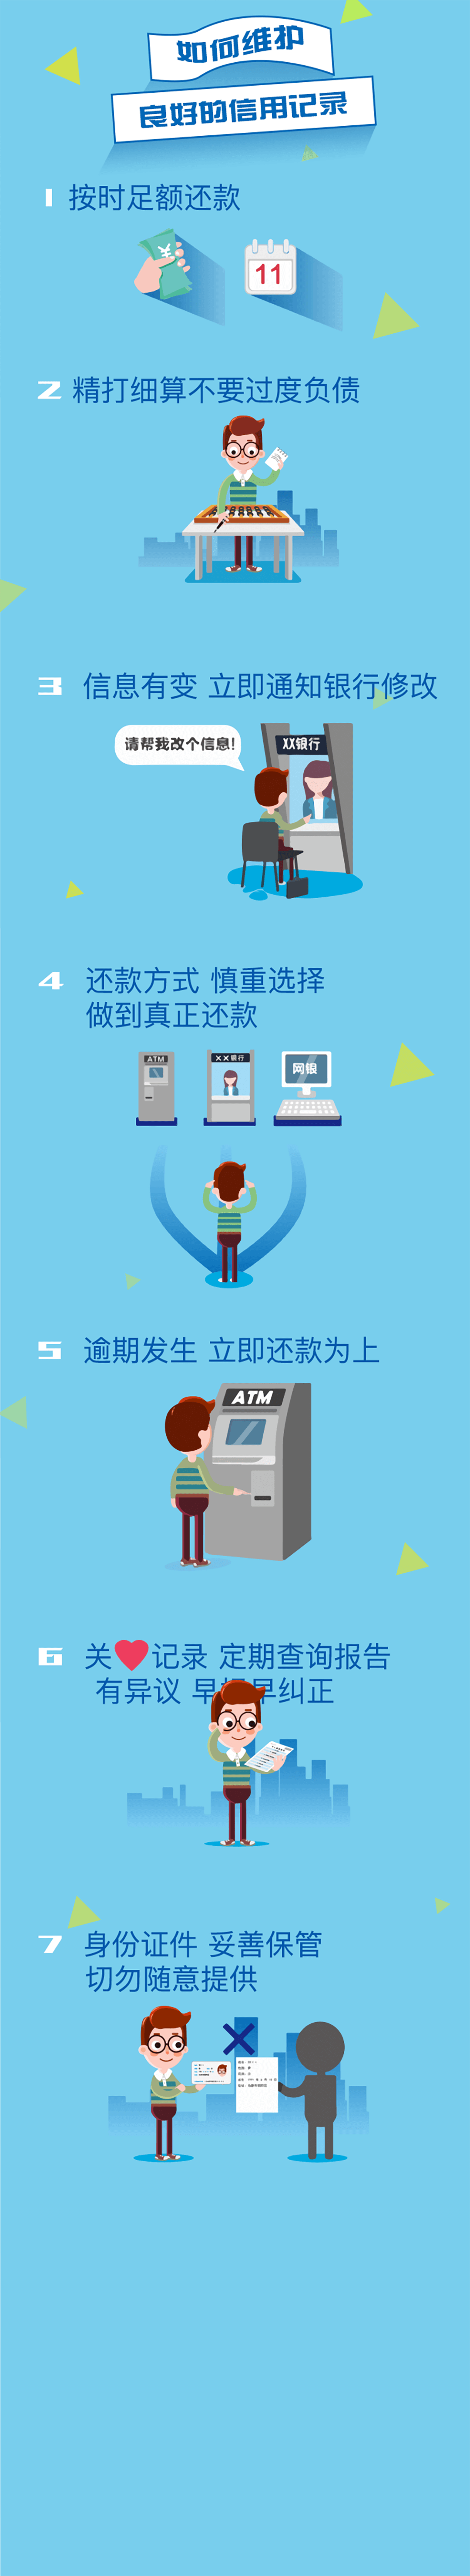 如何维护
良好的信用记录
1 按时足额还款
¥
11
2 精打细算不要过度负债
3 信息有变 立即通知银行修改
请帮我改个信息!
XX银行
4 还款方式 慎重选择
做到真正还款
ATM
XX银行
网银
5 逾期发生 立即还款为上
ATM
6 关 记录 定期查询报告
有异议 早 早纠正
7 身份证件 妥善保管
切勿随意提供